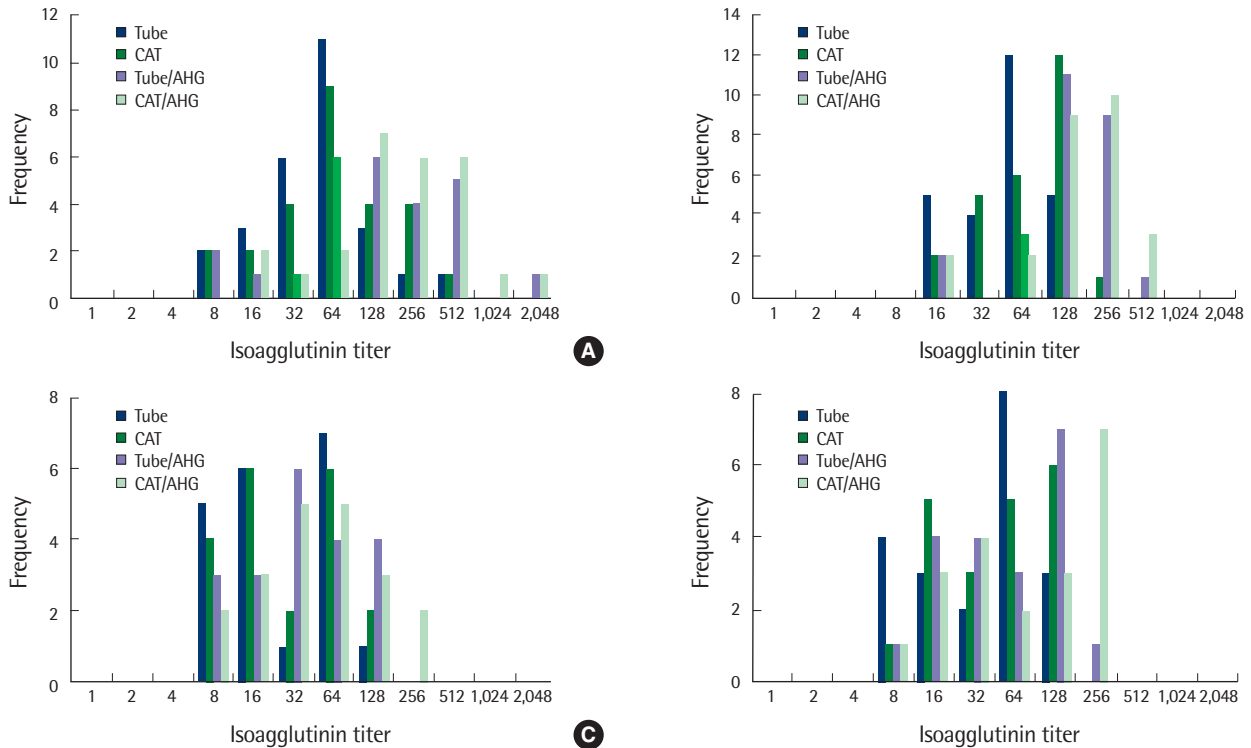 12
10
8
6
4
2
0
Frequency
Tube
CAT
Tube/AHG
CAT/AHG
1 2 4 8 16 32 64 128 256 512 1,024 2,048
Isoagglutinin titer
A
14
12
10
8
6
4
2
0
Frequency
Tube
CAT
Tube/AHG
CAT/AHG
1 2 4 8 16 32 64 128 256 512 1,024 2,048
Isoagglutinin titer
8
6
4
2
0
Frequency
Tube
CAT
Tube/AHG
CAT/AHG
1 2 4 8 16 32 64 128 256 512 1,024 2,048
Isoagglutinin titer
C
8
6
4
2
0
Frequency
Tube
CAT
Tube/AHG
CAT/AHG
1 2 4 8 16 32 64 128 256 512 1,024 2,048
Isoagglutinin titer